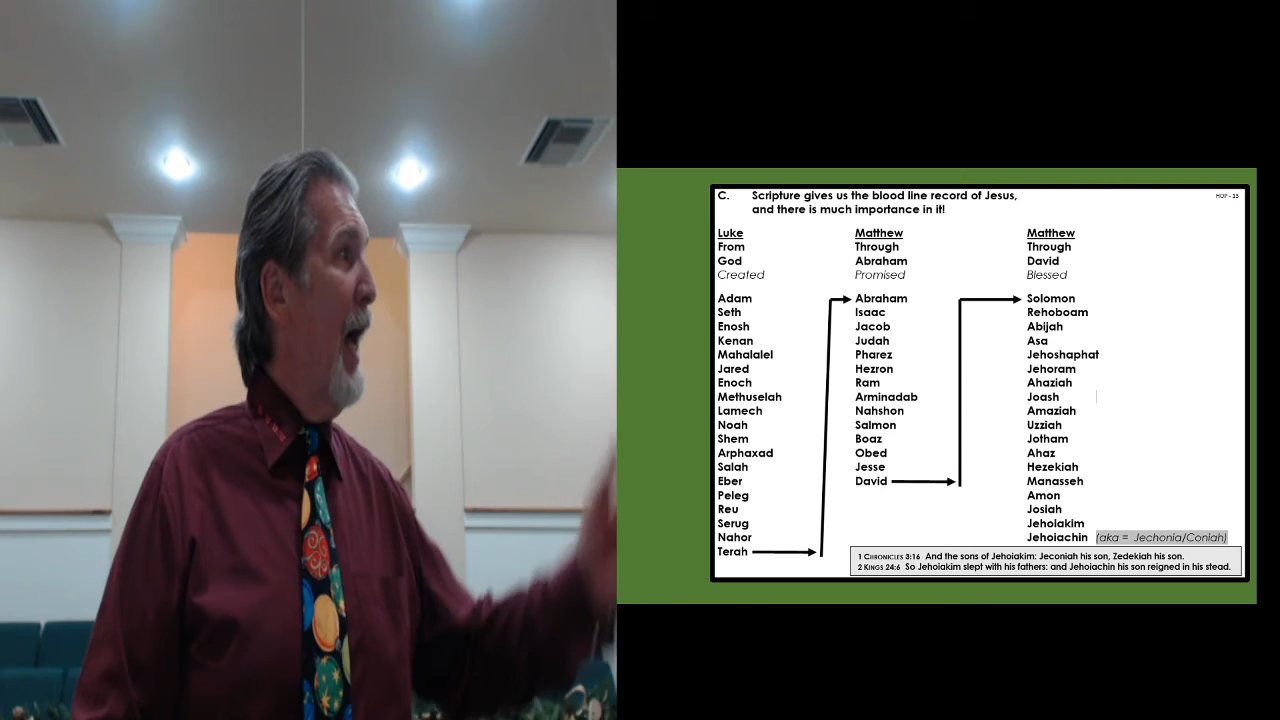 C. Scripture gives us the blood line record of Jesus,
and there is much importance in it!
HOP - 23
Luke
From
God
Created
Adam
Seth
Enosh
Kenan
Mahalalel
Jared
Enoch
Methuselah
Lamech
Noah
Shem
Arphaxad
Salah
Eber
Peleg
Reu
Serug
Nahor
Terah
Matthew
Through
Abraham
Promised
Abraham
Isaac
Jacob
Judah
Pharez
Hezron
Ram
Arminadab
Nahshon
Salmon
Boaz
Obed
Jesse
David
Matthew
Through
David
Blessed
Solomon
Rehoboam
Abijah
Asa
Jehoshaphat
Jehoram
Ahaziah
Joash
Amaziah
Uzziah
Jotham
Ahaz
Hezekiah
Manasseh
Amon
Josiah
Jehoiakim
Jehoiachin (aka = Jechonia/Coniah)
1 CHRONICLES 3:16 And the sons of Jehoiakim: Jeconiah his son, Zedekiah his son.
2 KINGS 24:6 So Jehoiakim slept with his fathers: and Jehoiachin his son reigned in his stead.